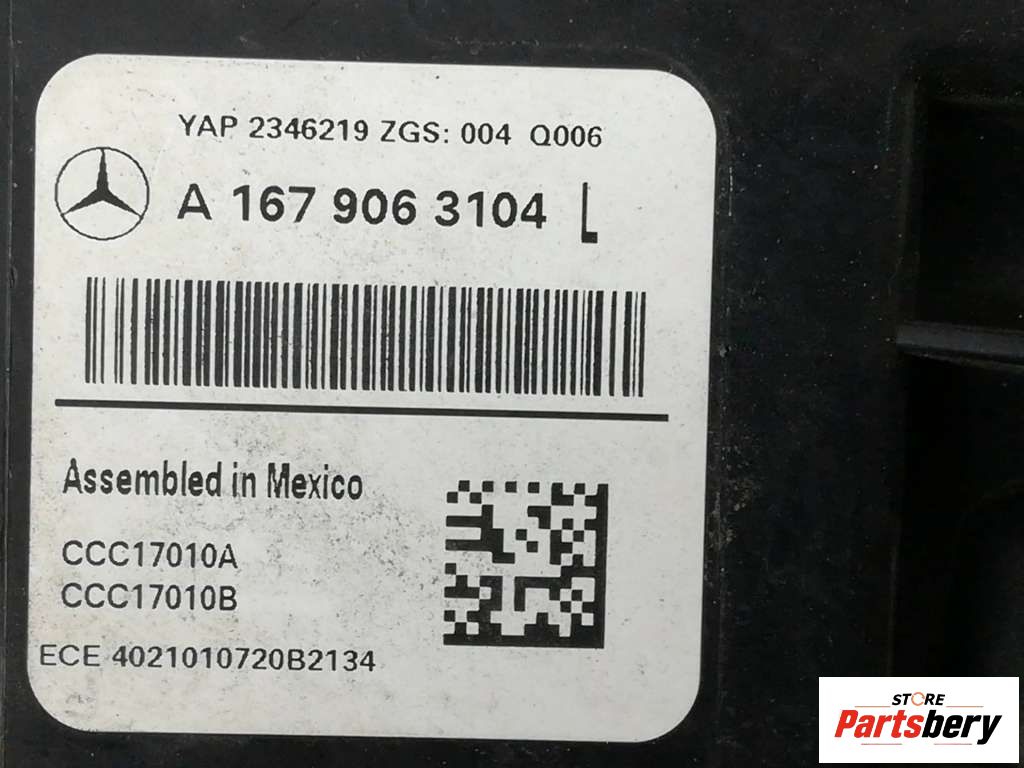 YAP 2346219 ZGS: 004 Q006
A 167 906 3104 L
Assembled in Mexico
CCC17010A
CCC17010B
ECE 4021010720B2134
STORE
Partsbery